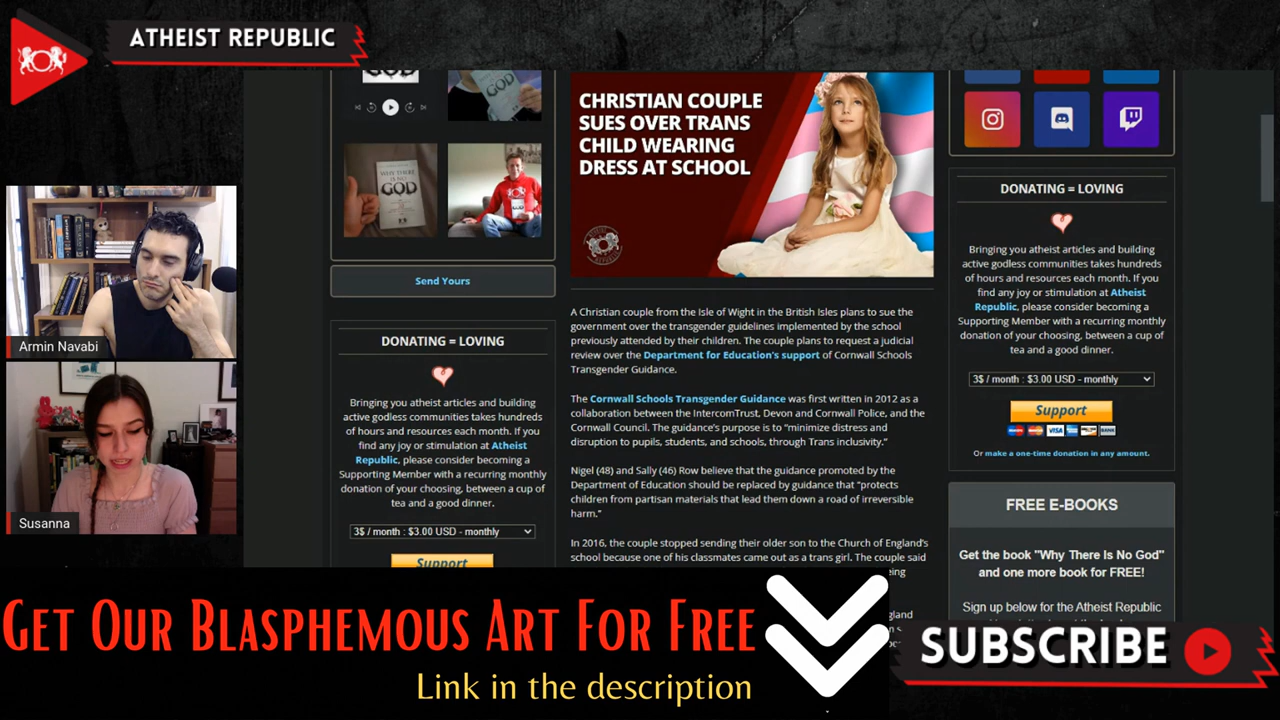 ATHEIST REPUBLIC
GOD
GOD
WHY THERE
IS NO
GOD
Send Yours
DONATING = LOVING
Bringing you atheist articles and building
active godless communities takes hundreds
of hours and resources each month. If you
find any joy or stimulation at Atheist
Republic, please consider becoming a
Supporting Member with a recurring monthly
donation of your choosing, between a cup of
tea and a good dinner.
3$ / month : $3.00 USD - monthly
Support
CHRISTIAN COUPLE
SUES OVER TRANS
CHILD WEARING
DRESS AT SCHOOL
A Christian couple from the Isle of Wight in the British Isles plans to sue the
government over the transgender guidelines implemented by the school
previously attended by their children. The couple plans to request a judicial
review over the Department for Education's support of Cornwall Schools
Transgender Guidance.
The Cornwall Schools Transgender Guidance was first written in 2012 as a
collaboration between the IntercomTrust, Devon and Cornwall Police, and the
Cornwall Council. The guidance's purpose is to “minimize distress and
disruption to pupils, students, and schools, through Trans inclusivity.”
Nigel (48) and Sally (46) Row believe that the guidance promoted by the
Department of Education should be replaced by guidance that “protects
children from partisan materials that lead them down a road of irreversible
harm.”
In 2016, the couple stopped sending their older son to the Church of England's
school because one of his classmates came out as a trans girl. The couple said
DONATING = LOVING
Bringing you atheist articles and building
active godless communities takes hundreds
of hours and resources each month. If you
find any joy or stimulation at Atheist
Republic, please consider becoming a
Supporting Member with a recurring monthly
donation of your choosing, between a cup of
tea and a good dinner.
3$ / month : $3.00 USD - monthly
Support
VISA
BANK
Or make a one-time donation in any amount.
FREE E-BOOKS
Get the book "Why There Is No God"
and one more book for FREE!
Sign up below for the Atheist Republic
Armin Navabi
Susanna
GET OUR BLASPHEMOUS ART FOR FREE
Link in the description
SUBSCRIBE